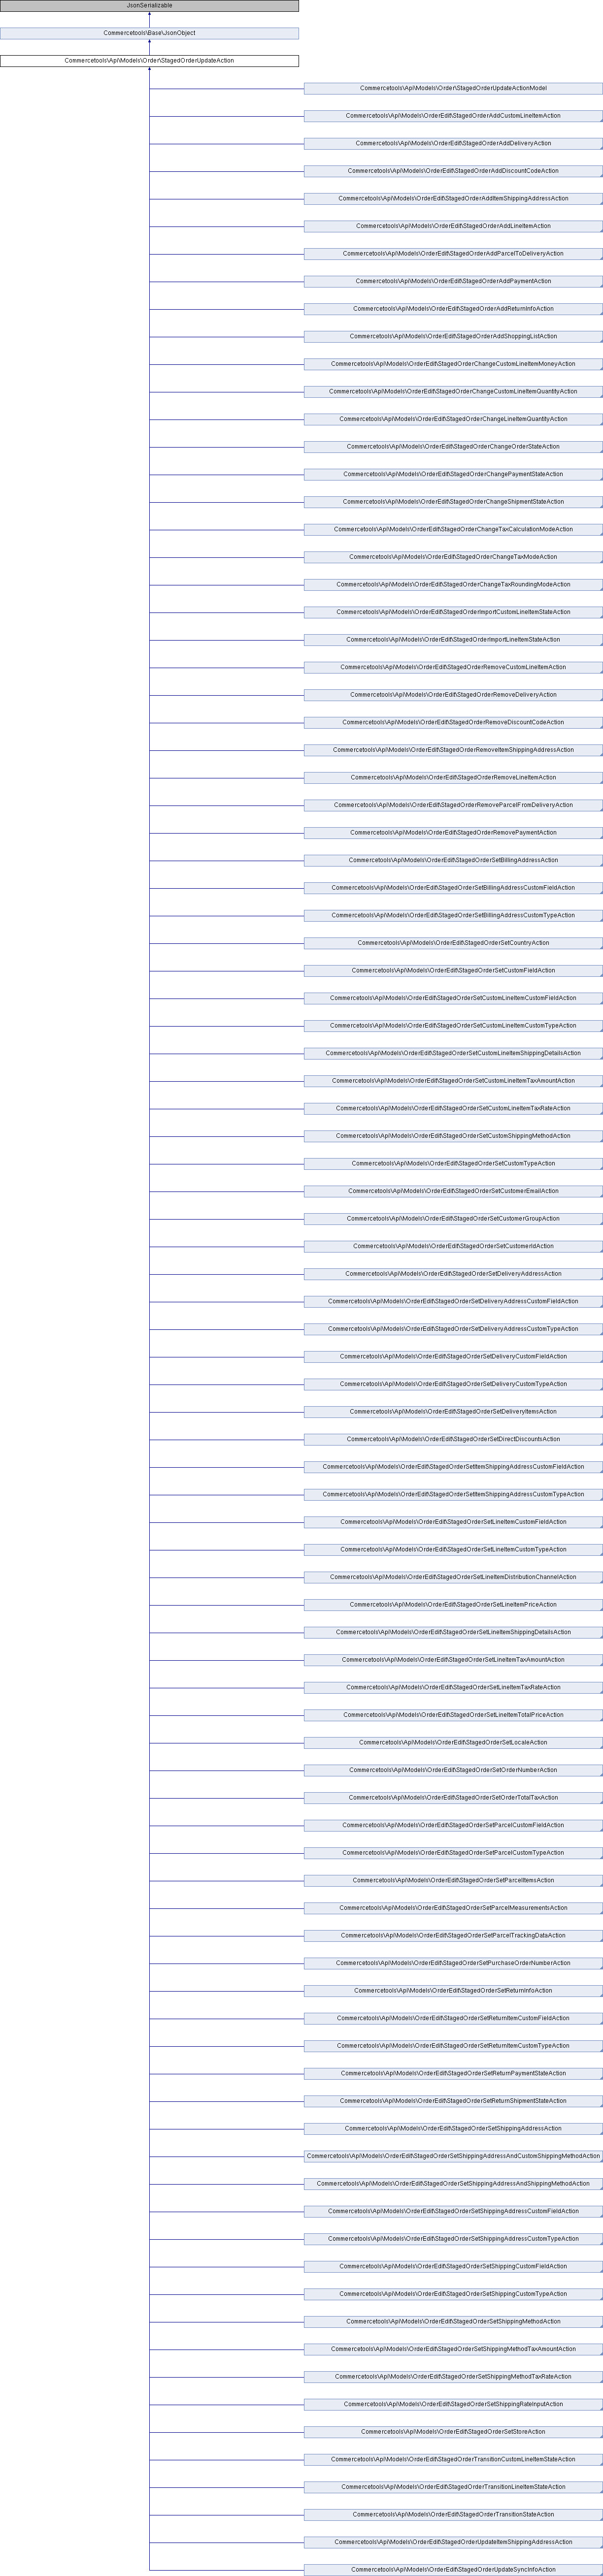 JsonSerializable
Commercetools\Base\JsonObject
Commercetools\Api\Models\Order\StagedOrderUpdateAction
Commercetools\Api\Models\Order\StagedOrderUpdateActionModel
Commercetools\Api\Models\OrderEdit\StagedOrderAddCustomLineItemAction
Commercetools\Api\Models\OrderEdit\StagedOrderAddDeliveryAction
Commercetools\Api\Models\OrderEdit\StagedOrderAddDiscountCodeAction
Commercetools\Api\Models\OrderEdit\StagedOrderAddItemShippingAddressAction
Commercetools\Api\Models\OrderEdit\StagedOrderAddLineItemAction
Commercetools\Api\Models\OrderEdit\StagedOrderAddParcelToDeliveryAction
Commercetools\Api\Models\OrderEdit\StagedOrderAddPaymentAction
Commercetools\Api\Models\OrderEdit\StagedOrderAddReturnInfoAction
Commercetools\Api\Models\OrderEdit\StagedOrderAddShoppingListAction
Commercetools\Api\Models\OrderEdit\StagedOrderChangeCustomLineItemMoneyAction
Commercetools\Api\Models\OrderEdit\StagedOrderChangeCustomLineItemQuantityAction
Commercetools\Api\Models\OrderEdit\StagedOrderChangeLineItemQuantityAction
Commercetools\Api\Models\OrderEdit\StagedOrderChangeOrderStateAction
Commercetools\Api\Models\OrderEdit\StagedOrderChangePaymentStateAction
Commercetools\Api\Models\OrderEdit\StagedOrderChangeShipmentStateAction
Commercetools\Api\Models\OrderEdit\StagedOrderChangeTaxCalculationModeAction
Commercetools\Api\Models\OrderEdit\StagedOrderChangeTaxModeAction
Commercetools\Api\Models\OrderEdit\StagedOrderChangeTaxRoundingModeAction
Commercetools\Api\Models\OrderEdit\StagedOrderImportCustomLineItemStateAction
Commercetools\Api\Models\OrderEdit\StagedOrderImportLineItemStateAction
Commercetools\Api\Models\OrderEdit\StagedOrderRemoveCustomLineItemAction
Commercetools\Api\Models\OrderEdit\StagedOrderRemoveDeliveryAction
Commercetools\Api\Models\OrderEdit\StagedOrderRemoveDiscountCodeAction
Commercetools\Api\Models\OrderEdit\StagedOrderRemoveItemShippingAddressAction
Commercetools\Api\Models\OrderEdit\StagedOrderRemoveLineItemAction
Commercetools\Api\Models\OrderEdit\StagedOrderRemoveParcelFromDeliveryAction
Commercetools\Api\Models\OrderEdit\StagedOrderRemovePaymentAction
Commercetools\Api\Models\OrderEdit\StagedOrderSetBillingAddressAction
Commercetools\Api\Models\OrderEdit\StagedOrderSetBillingAddressCustomFieldAction
Commercetools\Api\Models\OrderEdit\StagedOrderSetBillingAddressCustomTypeAction
Commercetools\Api\Models\OrderEdit\StagedOrderSetCountryAction
Commercetools\Api\Models\OrderEdit\StagedOrderSetCustomFieldAction
Commercetools\Api\Models\OrderEdit\StagedOrderSetCustomLineItemCustomFieldAction
Commercetools\Api\Models\OrderEdit\StagedOrderSetCustomLineItemCustomTypeAction
Commercetools\Api\Models\OrderEdit\StagedOrderSetCustomLineItemShippingDetailsAction
Commercetools\Api\Models\OrderEdit\StagedOrderSetCustomLineItemTaxAmountAction
Commercetools\Api\Models\OrderEdit\StagedOrderSetCustomLineItemTaxRateAction
Commercetools\Api\Models\OrderEdit\StagedOrderSetCustomShippingMethodAction
Commercetools\Api\Models\OrderEdit\StagedOrderSetCustomTypeAction
Commercetools\Api\Models\OrderEdit\StagedOrderSetCustomerEmailAction
Commercetools\Api\Models\OrderEdit\StagedOrderSetCustomerGroupAction
Commercetools\Api\Models\OrderEdit\StagedOrderSetCustomerIdAction
Commercetools\Api\Models\OrderEdit\StagedOrderSetDeliveryAddressAction
Commercetools\Api\Models\OrderEdit\StagedOrderSetDeliveryAddressCustomFieldAction
Commercetools\Api\Models\OrderEdit\StagedOrderSetDeliveryAddressCustomTypeAction
Commercetools\Api\Models\OrderEdit\StagedOrderSetDeliveryCustomFieldAction
Commercetools\Api\Models\OrderEdit\StagedOrderSetDeliveryCustomTypeAction
Commercetools\Api\Models\OrderEdit\StagedOrderSetDeliveryItemsAction
Commercetools\Api\Models\OrderEdit\StagedOrderSetDirectDiscountsAction
Commercetools\Api\Models\OrderEdit\StagedOrderSetItemShippingAddressCustomFieldAction
Commercetools\Api\Models\OrderEdit\StagedOrderSetItemShippingAddressCustomTypeAction
Commercetools\Api\Models\OrderEdit\StagedOrderSetLineItemCustomFieldAction
Commercetools\Api\Models\OrderEdit\StagedOrderSetLineItemCustomTypeAction
Commercetools\Api\Models\OrderEdit\StagedOrderSetLineItemDistributionChannelAction
Commercetools\Api\Models\OrderEdit\StagedOrderSetLineItemPriceAction
Commercetools\Api\Models\OrderEdit\StagedOrderSetLineItemShippingDetailsAction
Commercetools\Api\Models\OrderEdit\StagedOrderSetLineItemTaxAmountAction
Commercetools\Api\Models\OrderEdit\StagedOrderSetLineItemTaxRateAction
Commercetools\Api\Models\OrderEdit\StagedOrderSetLineItemTotalPriceAction
Commercetools\Api\Models\OrderEdit\StagedOrderSetLocaleAction
Commercetools\Api\Models\OrderEdit\StagedOrderSetOrderNumberAction
Commercetools\Api\Models\OrderEdit\StagedOrderSetOrderTotalTaxAction
Commercetools\Api\Models\OrderEdit\StagedOrderSetParcelCustomFieldAction
Commercetools\Api\Models\OrderEdit\StagedOrderSetParcelCustomTypeAction
Commercetools\Api\Models\OrderEdit\StagedOrderSetParcelItemsAction
Commercetools\Api\Models\OrderEdit\StagedOrderSetParcelMeasurementsAction
Commercetools\Api\Models\OrderEdit\StagedOrderSetParcelTrackingDataAction
Commercetools\Api\Models\OrderEdit\StagedOrderSetPurchaseOrderNumberAction
Commercetools\Api\Models\OrderEdit\StagedOrderSetReturnInfoAction
Commercetools\Api\Models\OrderEdit\StagedOrderSetReturnItemCustomFieldAction
Commercetools\Api\Models\OrderEdit\StagedOrderSetReturnItemCustomTypeAction
Commercetools\Api\Models\OrderEdit\StagedOrderSetReturnPaymentStateAction
Commercetools\Api\Models\OrderEdit\StagedOrderSetReturnShipmentStateAction
Commercetools\Api\Models\OrderEdit\StagedOrderSetShippingAddressAction
Commercetools\Api\Models\OrderEdit\StagedOrderSetShippingAddressAndCustomShippingMethodAction
Commercetools\Api\Models\OrderEdit\StagedOrderSetShippingAddressAndShippingMethodAction
Commercetools\Api\Models\OrderEdit\StagedOrderSetShippingAddressCustomFieldAction
Commercetools\Api\Models\OrderEdit\StagedOrderSetShippingAddressCustomTypeAction
Commercetools\Api\Models\OrderEdit\StagedOrderSetShippingCustomFieldAction
Commercetools\Api\Models\OrderEdit\StagedOrderSetShippingCustomTypeAction
Commercetools\Api\Models\OrderEdit\StagedOrderSetShippingMethodAction
Commercetools\Api\Models\OrderEdit\StagedOrderSetShippingMethodTaxAmountAction
Commercetools\Api\Models\OrderEdit\StagedOrderSetShippingMethodTaxRateAction
Commercetools\Api\Models\OrderEdit\StagedOrderSetShippingRateInputAction
Commercetools\Api\Models\OrderEdit\StagedOrderSetStoreAction
Commercetools\Api\Models\OrderEdit\StagedOrderTransitionCustomLineItemStateAction
Commercetools\Api\Models\OrderEdit\StagedOrderTransitionLineItemStateAction
Commercetools\Api\Models\OrderEdit\StagedOrderTransitionStateAction
Commercetools\Api\Models\OrderEdit\StagedOrderUpdateItemShippingAddressAction
Commercetools\Api\Models\OrderEdit\StagedOrderUpdateSyncInfoAction